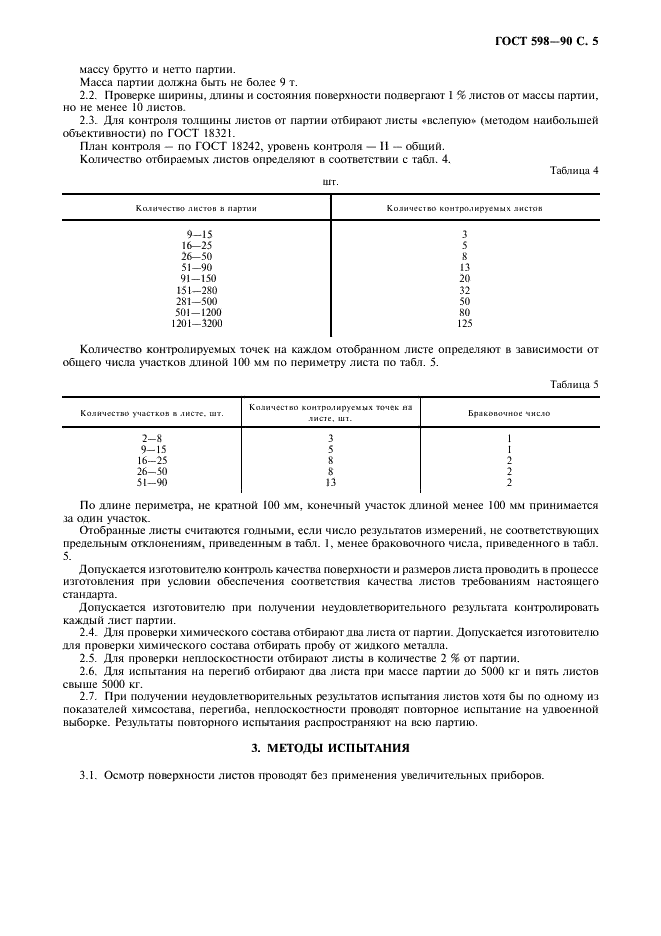 ГОСТ 598—90 С. 5
массу брутто и нетто партии.
Масса партии должна быть не более 9 т.
2.2. Проверке ширины, длины и состояния поверхности подвергают 1 % листов от массы партии,
но не менее 10 листов.
2.3. Для контроля толщины листов от партии отбирают листы «вслепую» (методом наибольшей
объективности) по ГОСТ 18321.
План контроля — по ГОСТ 18242, уровень контроля — II — общий.
Количество отбираемых листов определяют в соответствии с табл. 4.
Таблица 4
шт.
Количество листов в партии Количество контролируемых листов
9—15 3
16—25 5
26—50 8
51—90 13
91—150 20
151—280 32
281—500 50
501—1200 80
1201—3200 125
Количество контролируемых точек на каждом отобранном листе определяют в зависимости от
общего числа участков длиной 100 мм по периметру листа по табл. 5.
Таблица 5
Количество участков в листе, шт. Количество контролируемых точек на Браковочное число
листе, шт.
2—8 3 1
9—15 5 1
16—25 8 2
26—50 8 2
51—90 13 2
По длине периметра, не кратной 100 мм, конечный участок длиной менее 100 мм принимается
за один участок.
Отобранные листы считаются годными, если число результатов измерений, не соответствующих
предельным отклонениям, приведенным в табл. 1, менее браковочного числа, приведенного в табл.
5.
Допускается изготовителю контроль качества поверхности и размеров листа проводить в процессе
изготовления при условии обеспечения соответствия качества листов требованиям настоящего
стандарта.
Допускается изготовителю при получении неудовлетворительного результата контролировать
каждый лист партии.
2.4. Для проверки химического состава отбирают два листа от партии. Допускается изготовителю
для проверки химического состава отбирать пробу от жидкого металла.
2.5. Для проверки неплоскостности отбирают листы в количестве 2 % от партии.
2.6. Для испытания на перегиб отбирают два листа при массе партии до 5000 кг и пять листов
свыше 5000 кг.
2.7. При получении неудовлетворительных результатов испытания листов хотя бы по одному из
показателей химсостава, перегиба, неплоскостности проводят повторное испытание на удвоенной
выборке. Результаты повторного испытания распространяют на всю партию.
3. МЕТОДЫ ИСПЫТАНИЯ
3.1. Осмотр поверхности листов проводят без применения увеличительных приборов.